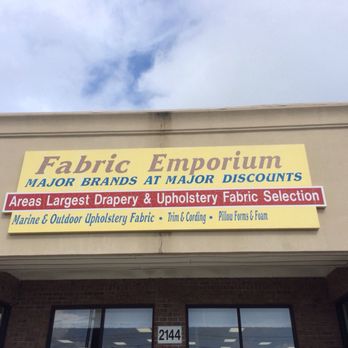 Fabric Emporium
MAJOR BRANDS AT MAJOR DISCOUNTS
Areas Largest Drapery & Upholstery Fabric Selection
Marine & Outdoor Upholstery Fabric • Trim & Cording • Pillow Forms & Foam
2144